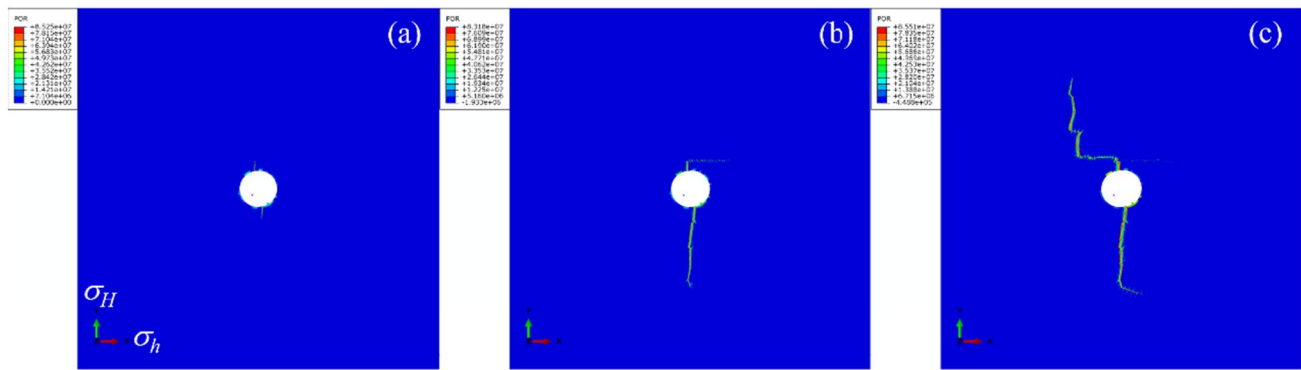 POR
+8.525e+07
+7.815e+07
+7.104e+07
+6.394e+07
+5.683e+07
+4.973e+07
+4.262e+07
+3.552e+07
+2.842e+07
+2.131e+07
+1.421e+07
+7.104e+06
+0.000e+00
(a)
σH
σh
POR
+8.318e+07
+7.609e+07
+6.899e+07
+6.190e+07
+5.481e+07
+4.771e+07
+4.062e+07
+3.353e+07
+2.644e+07
+1.934e+07
+1.225e+07
+5.160e+06
-1.933e+06
(b)
POR
+8.551e+07
+7.835e+07
+7.118e+07
+6.402e+07
+5.686e+07
+4.969e+07
+4.253e+07
+3.537e+07
+2.820e+07
+2.104e+07
+1.388e+07
+6.715e+06
-4.488e+05
(c)